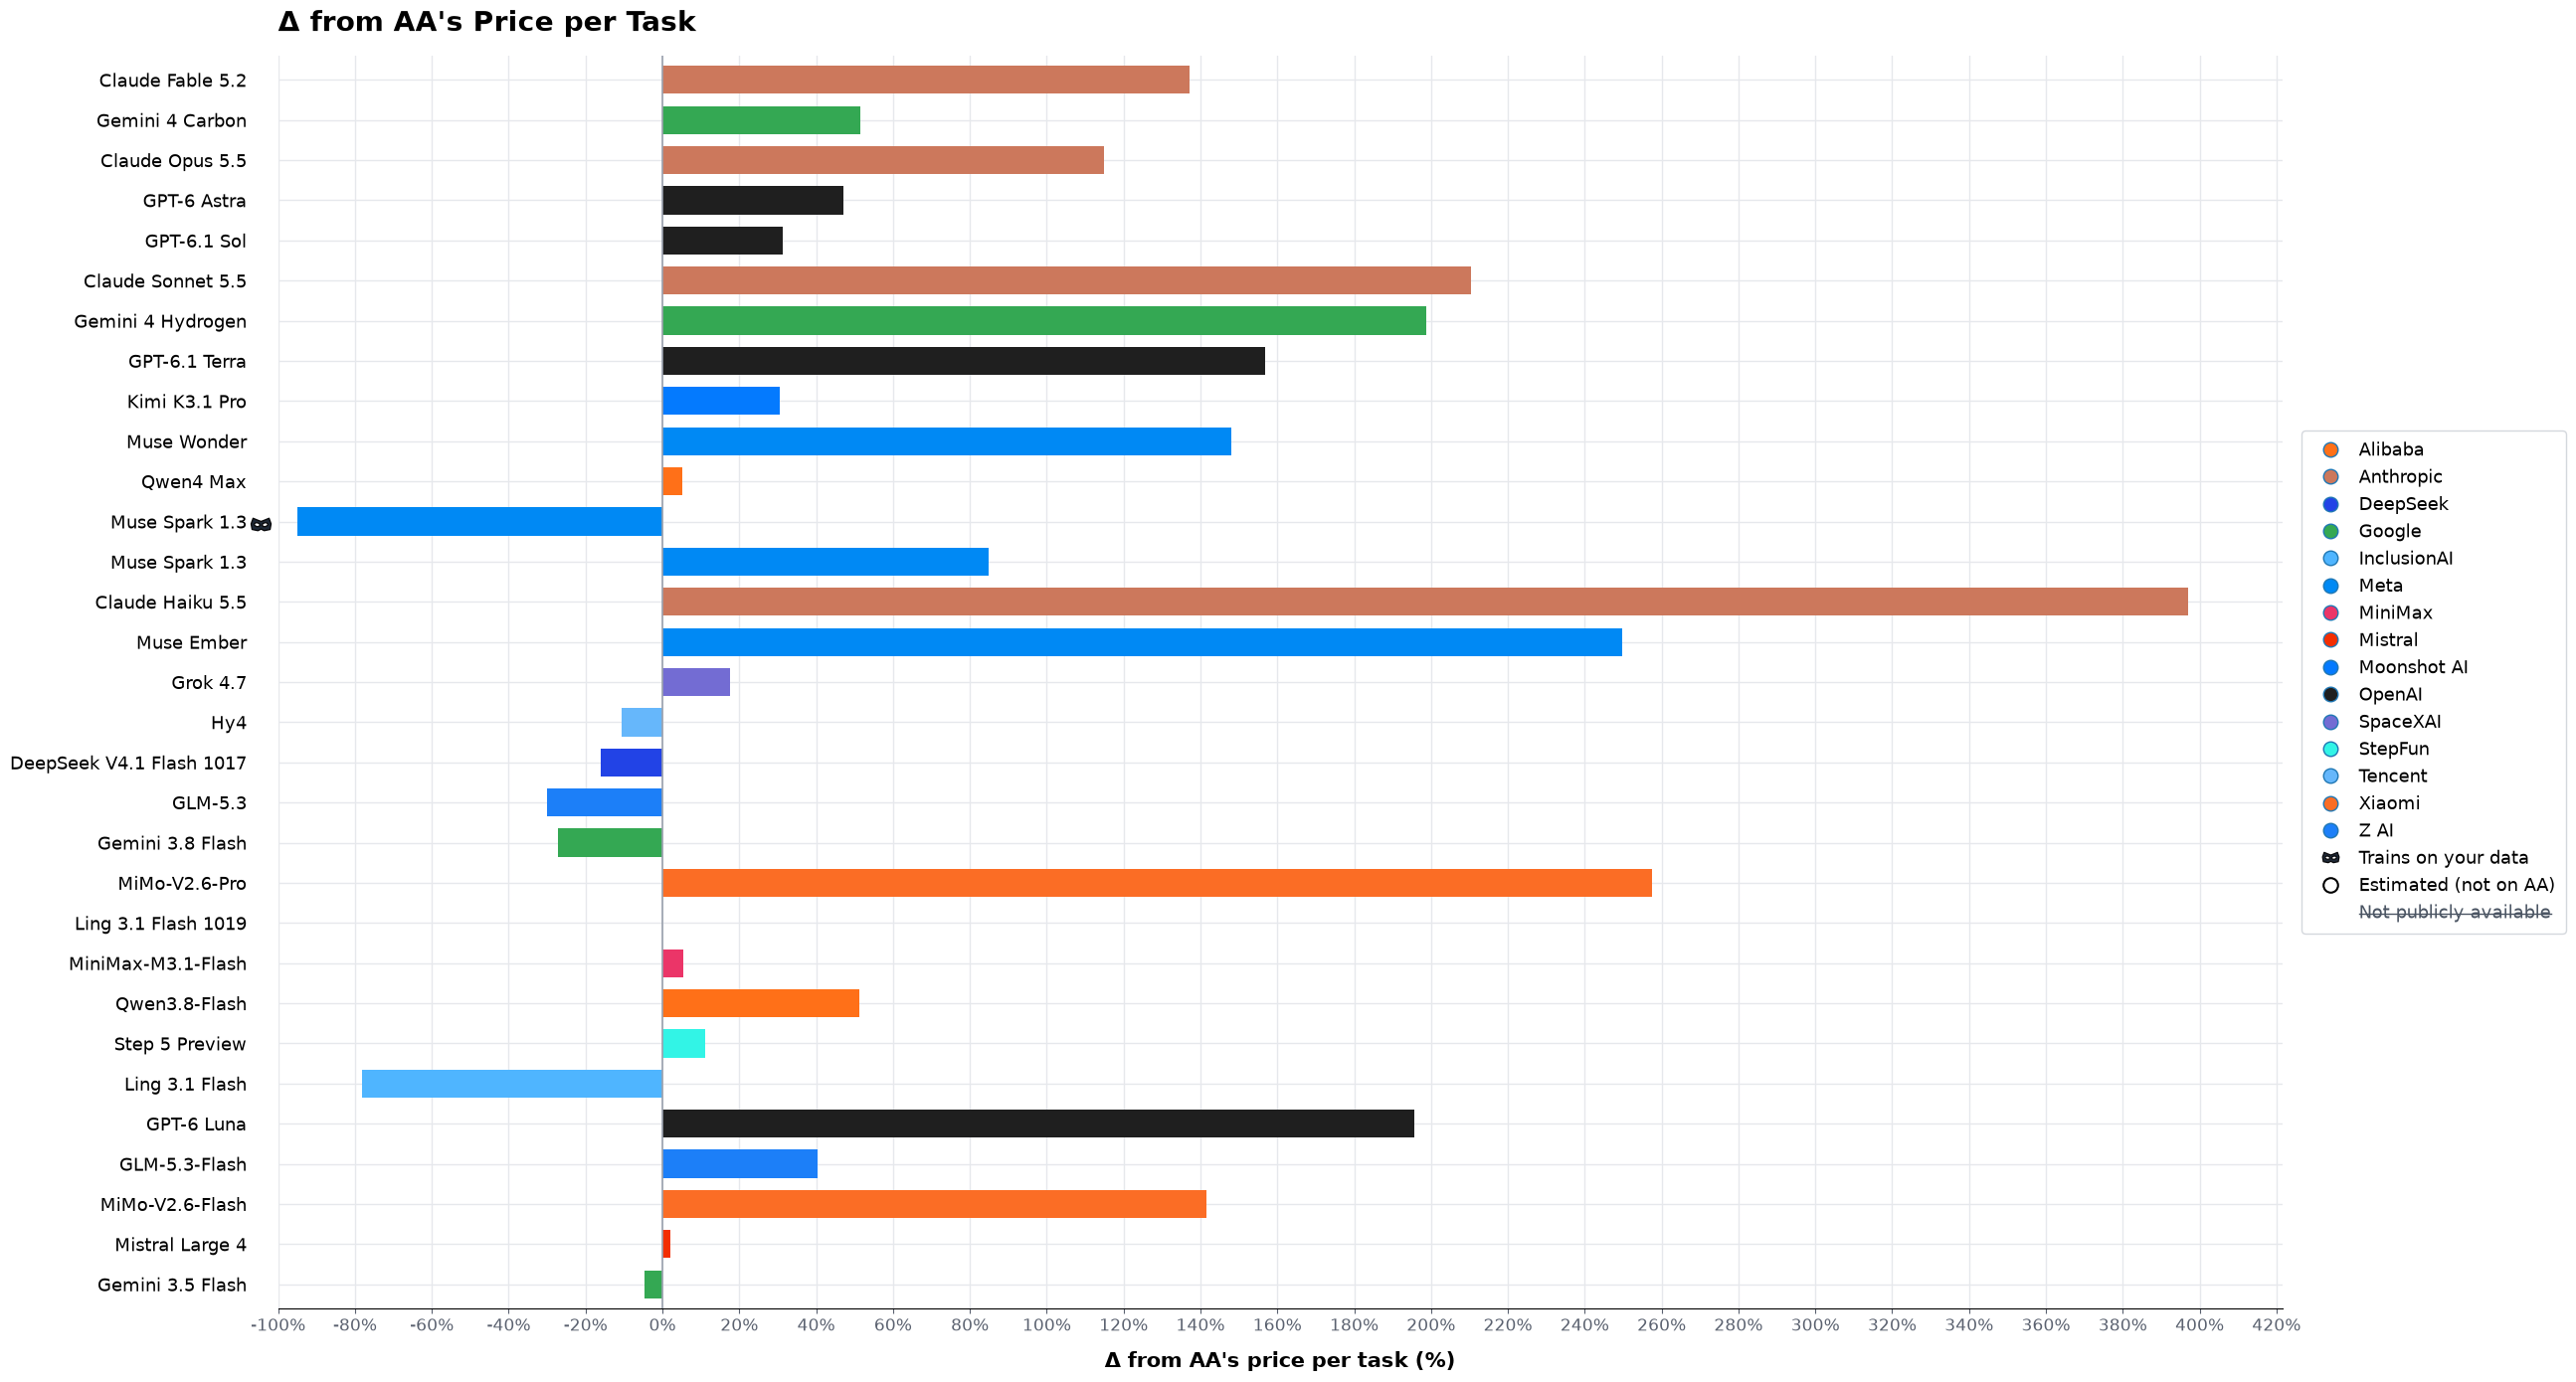 Δ from AA's Price per Task
Claude Fable 5.2
Gemini 4 Carbon
Claude Opus 5.5
GPT-6 Astra
GPT-6.1 Sol
Claude Sonnet 5.5
Gemini 4 Hydrogen
GPT-6.1 Terra
Kimi K3.1 Pro
Muse Wonder
Qwen4 Max
Muse Spark 1.3
Muse Spark 1.3
Claude Haiku 5.5
Muse Ember
Grok 4.7
Hy4
DeepSeek V4.1 Flash 1017
GLM-5.3
Gemini 3.8 Flash
MiMo-V2.6-Pro
Ling 3.1 Flash 1019
MiniMax-M3.1-Flash
Qwen3.8-Flash
Step 5 Preview
Ling 3.1 Flash
GPT-6 Luna
GLM-5.3-Flash
MiMo-V2.6-Flash
Mistral Large 4
Gemini 3.5 Flash
-100% -80% -60% -40% -20% 0% 20% 40% 60% 80% 100% 120% 140% 160% 180% 200% 220% 240% 260% 280% 300% 320% 340% 360% 380% 400% 420%
Δ from AA's price per task (%)
Alibaba
Anthropic
DeepSeek
Google
InclusionAI
Meta
MiniMax
Mistral
Moonshot AI
OpenAI
SpaceXAI
StepFun
Tencent
Xiaomi
Z AI
Trains on your data
Estimated (not on AA)
Not publicly available